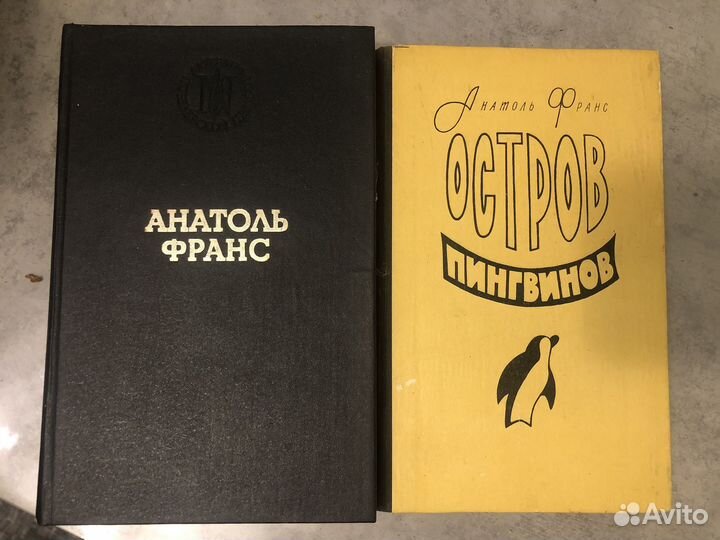 АНАТОЛЬ
ФРАНС
Анатоль Франс
ОСТРОВ
ПИНГВИНОВ
Avito